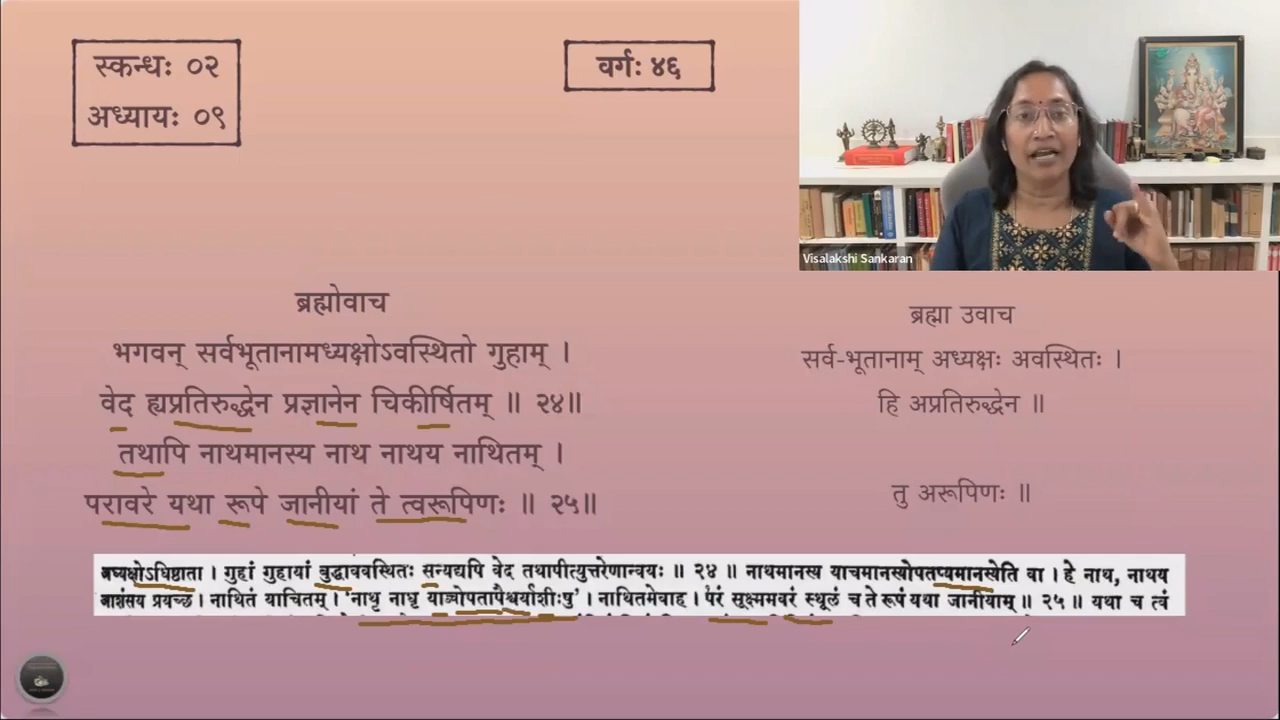 स्कन्धः ०२
अध्यायः ०९
वर्गः ४६
Visalakshi Sankaran
ब्रह्मोवाच
भगवन् सर्वभूतानामध्यक्षोऽवस्थितो गुहाम् ।
वेद ह्यप्रतिरुद्धेन प्रज्ञानेन चिकीर्षितम् ॥ २४॥
तथापि नाथमानस्य नाथ नाथय नाथितम् ।
परावरे यथा रूपे जानीयां ते त्वरूपिणः ॥ २५॥
ब्रह्मा उवाच
सर्व-भूतानाम् अध्यक्षः अवस्थितः ।
हि अप्रतिरुद्धेन ॥
तु अरूपिणः ॥
अध्यक्षोऽधिष्ठाता । गुहां गुहायां बुद्धाववस्थितः सन्यद्यपि वेद तथापीत्युत्तरेणान्वयः ॥ २४ ॥ नाथमानस्य याचमानस्योपतप्यमानस्येति वा । हे नाथ, नाथय
आशंसय प्रयच्छ । नाथितं याचितम् । 'नाथृ नाधृ याञ्चोपतापैश्वर्याशीःषु' । नाथितमेवाह । परं सूक्ष्ममवरं स्थूलं च ते रूपं यथा जानीयाम् ॥ २५ ॥ यथा च त्वं